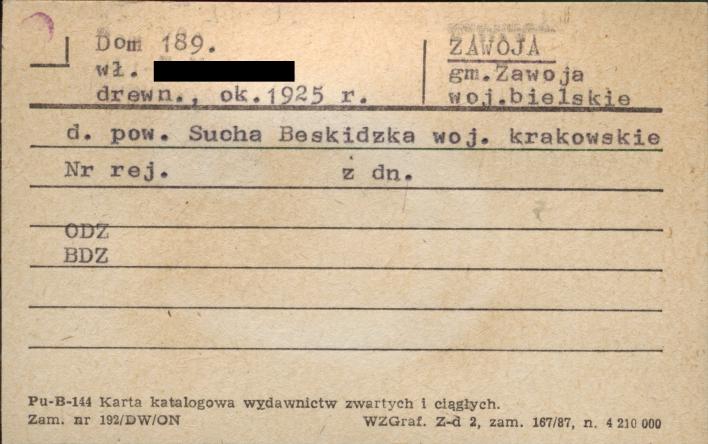 Dom 189.
wł.
drewn., ok.1925 r.
ZAWOJA
gm.Zawoja
woj.bielskie
d. pow. Sucha Beskidzka woj. krakowskie
Nr rej. z dn.
ODZ
BDZ
Pu-B-144 Karta katalogowa wydawnictw zwartych i ciągłych.
Zam. nr 192/DW/ON WZGraf. Z-d 2, zam. 167/87, n. 4 210 000